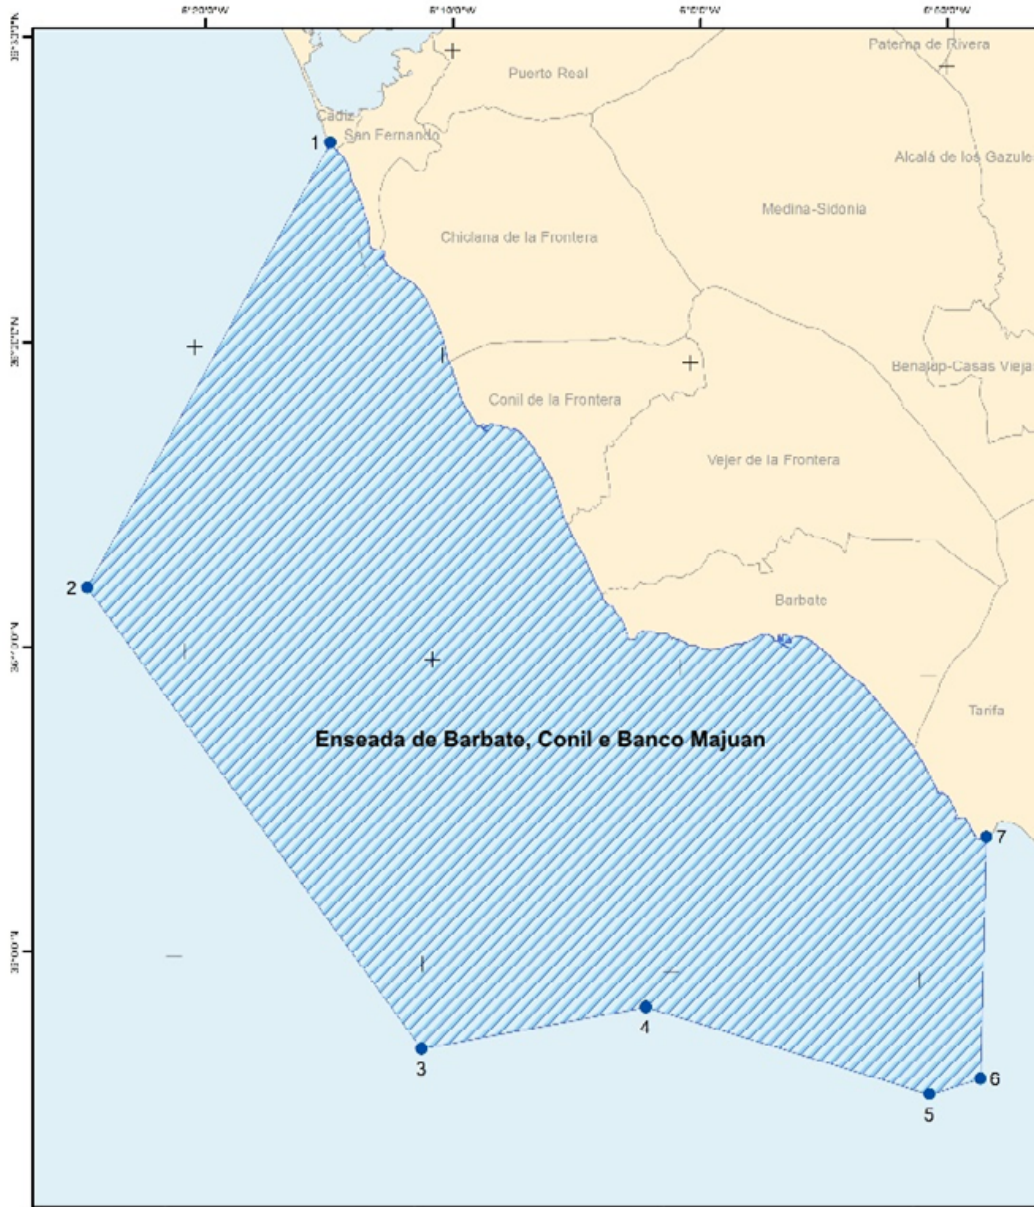 Paterna de Rivera
Puerto Real
Cádiz
San Fernando
1
Alcalá de los Gazule
Medina-Sidonia
Chiclana de la Frontera
Benalup-Casas Vieja
Conil de la Frontera
Vejer de la Frontera
2
Barbate
Tarifa
Enseada de Barbate, Conil e Banco Majuan
7
4
3
6
5